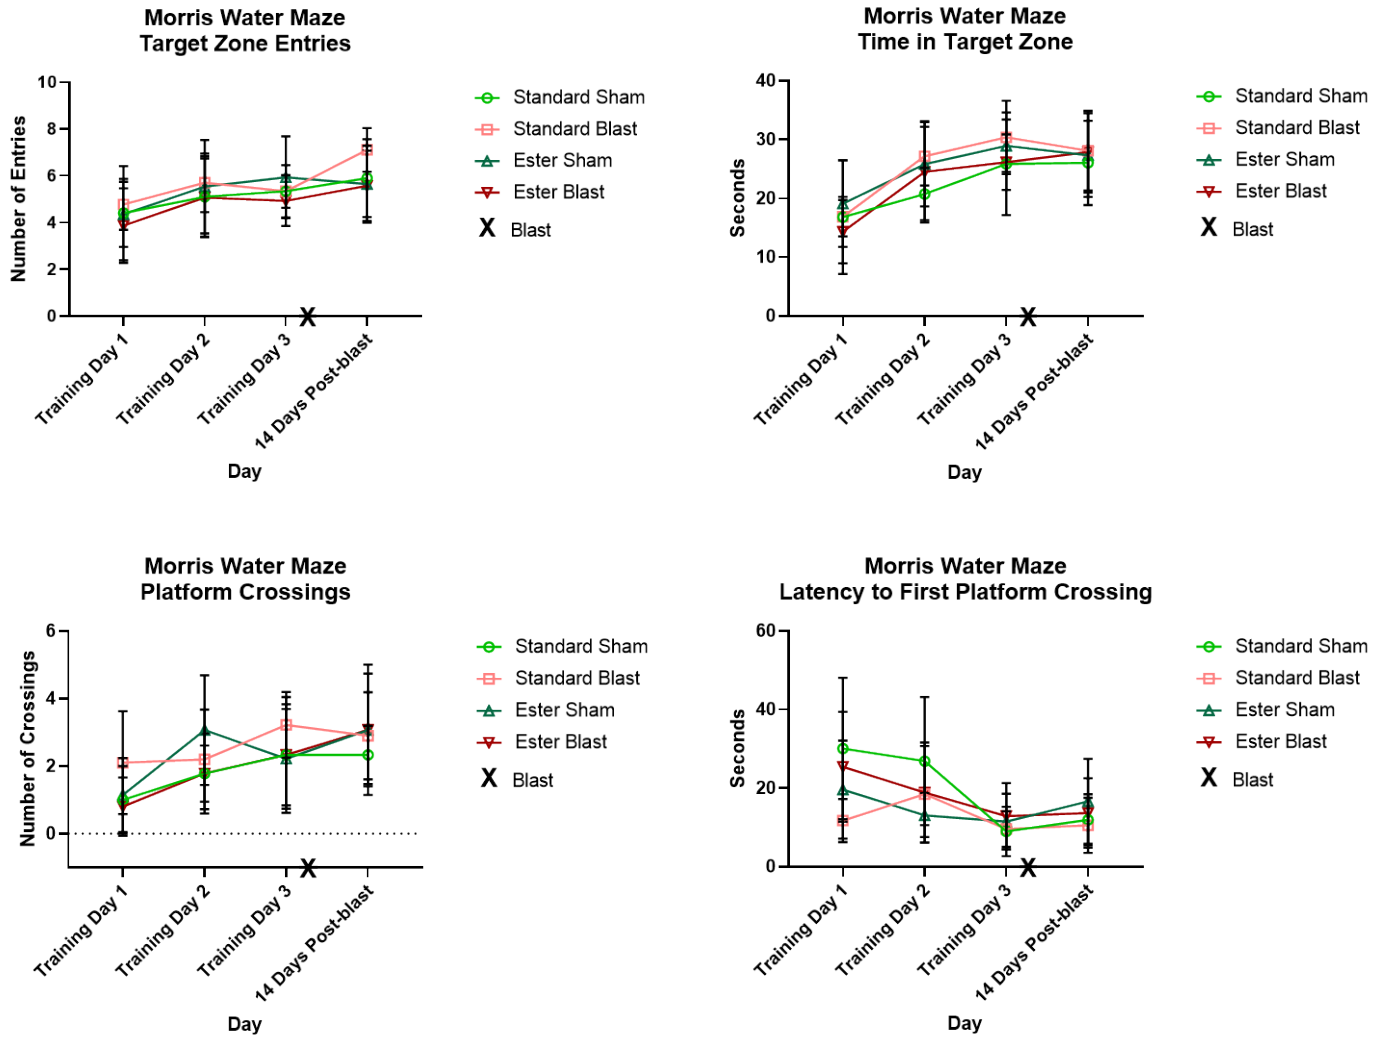 Morris Water Maze
Target Zone Entries
Number of Entries
10
8
6
4
2
0
X
Training Day 1
Training Day 2
Training Day 3
14 Days Post-blast
Day
Standard Sham
Standard Blast
Ester Sham
Ester Blast
X Blast
Morris Water Maze
Time in Target Zone
Seconds
40
30
20
10
0
X
Training Day 1
Training Day 2
Training Day 3
14 Days Post-blast
Day
Standard Sham
Standard Blast
Ester Sham
Ester Blast
X Blast
Morris Water Maze
Platform Crossings
Number of Crossings
6
4
2
0
X
Training Day 1
Training Day 2
Training Day 3
14 Days Post-blast
Day
Standard Sham
Standard Blast
Ester Sham
Ester Blast
X Blast
Morris Water Maze
Latency to First Platform Crossing
Seconds
60
40
20
0
X
Training Day 1
Training Day 2
Training Day 3
14 Days Post-blast
Day
Standard Sham
Standard Blast
Ester Sham
Ester Blast
X Blast